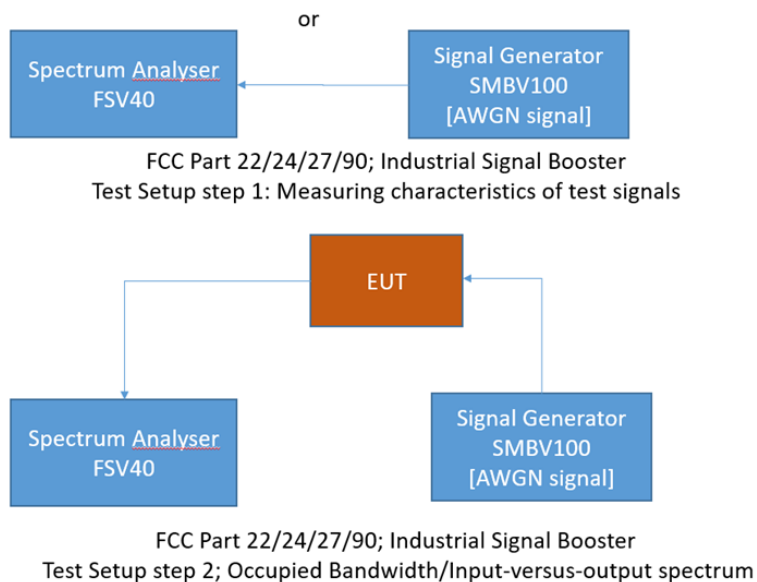 or
Spectrum Analyser
FSV40
Signal Generator
SMBV100
[AWGN signal]
FCC Part 22/24/27/90; Industrial Signal Booster
Test Setup step 1: Measuring characteristics of test signals
EUT
Spectrum Analyser
FSV40
Signal Generator
SMBV100
[AWGN signal]
FCC Part 22/24/27/90; Industrial Signal Booster
Test Setup step 2; Occupied Bandwidth/Input-versus-output spectrum